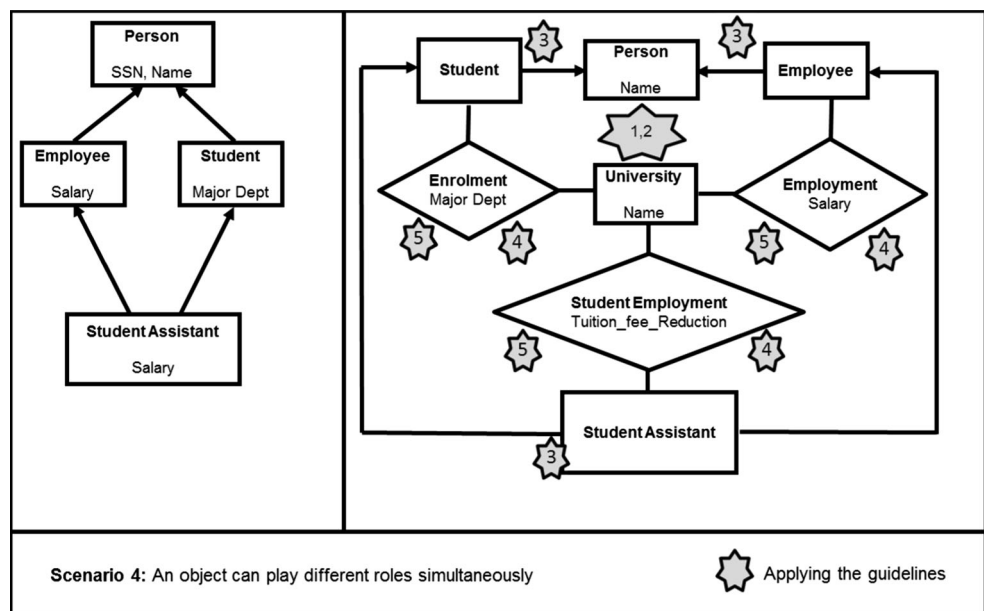 Person
SSN, Name
Employee
Salary
Student
Major Dept
Student Assistant
Salary
3
3
Student
Person
Name
Employee
1,2
Enrolment
Major Dept
University
Name
Employment
Salary
5
4
5
4
Student Employment
Tuition_fee_Reduction
5
4
Student Assistant
3
Scenario 4: An object can play different roles simultaneously
Applying the guidelines